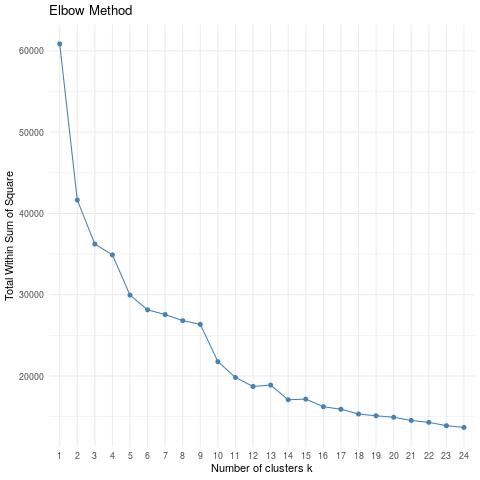 Elbow Method
Total Within Sum of Square
60000
50000
40000
30000
20000
1 2 3 4 5 6 7 8 9 10 11 12 13 14 15 16 17 18 19 20 21 22 23 24
Number of clusters k